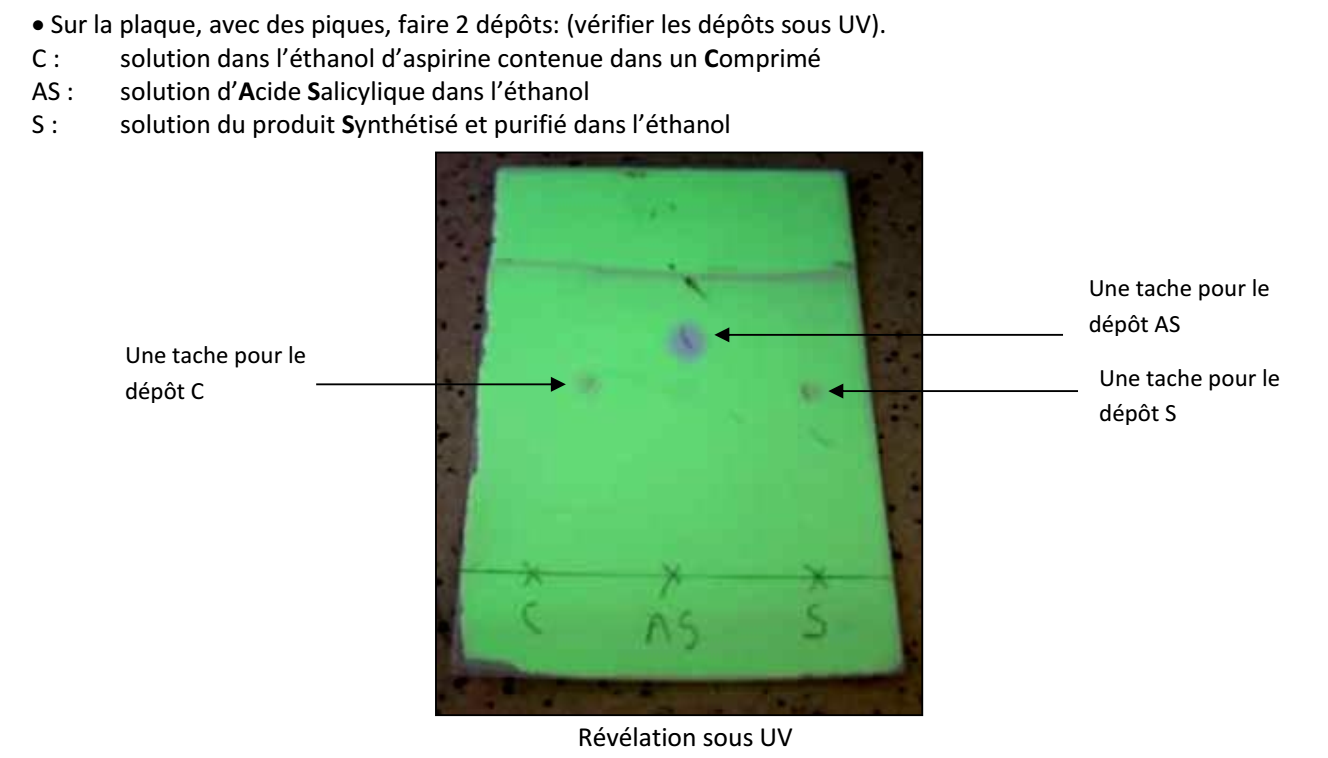 • Sur la plaque, avec des piques, faire 2 dépôts: (vérifier les dépôts sous UV).
C : solution dans l’éthanol d’aspirine contenue dans un Comprimé
AS : solution d’Acide Salicylique dans l’éthanol
S : solution du produit Synthétisé et purifié dans l’éthanol
Une tache pour le
dépôt AS
Une tache pour le
dépôt C
Une tache pour le
dépôt S
C AS S
Révélation sous UV